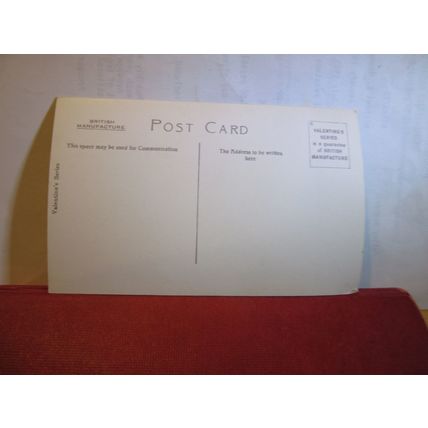 BRITISH
MANUFACTURE
POST CARD
This space may be used for Communication
The Address to be written
here
A
VALENTINE'S
SERIES
is a guarantee
of BRITISH
MANUFACTURE
Valentine's Series